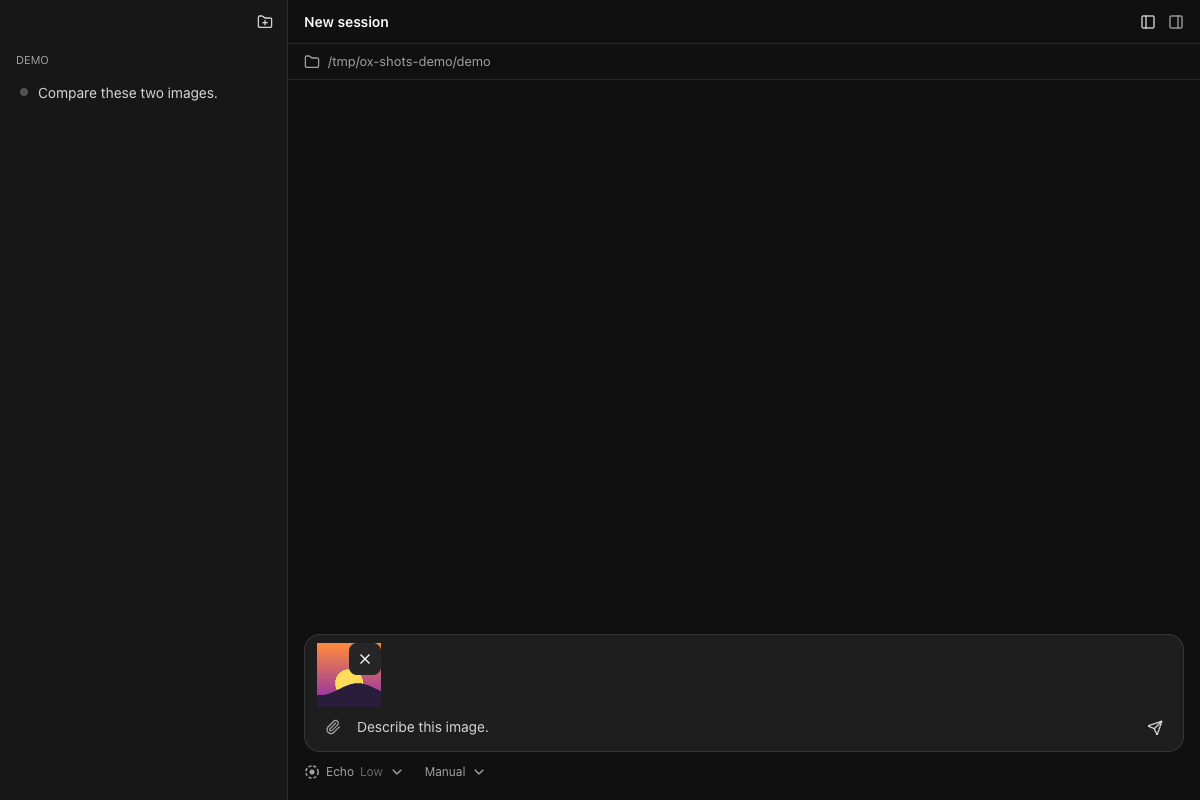 New session
/tmp/ox-shots-demo/demo
DEMO
Compare these two images.
Describe this image.
Echo Low
Manual